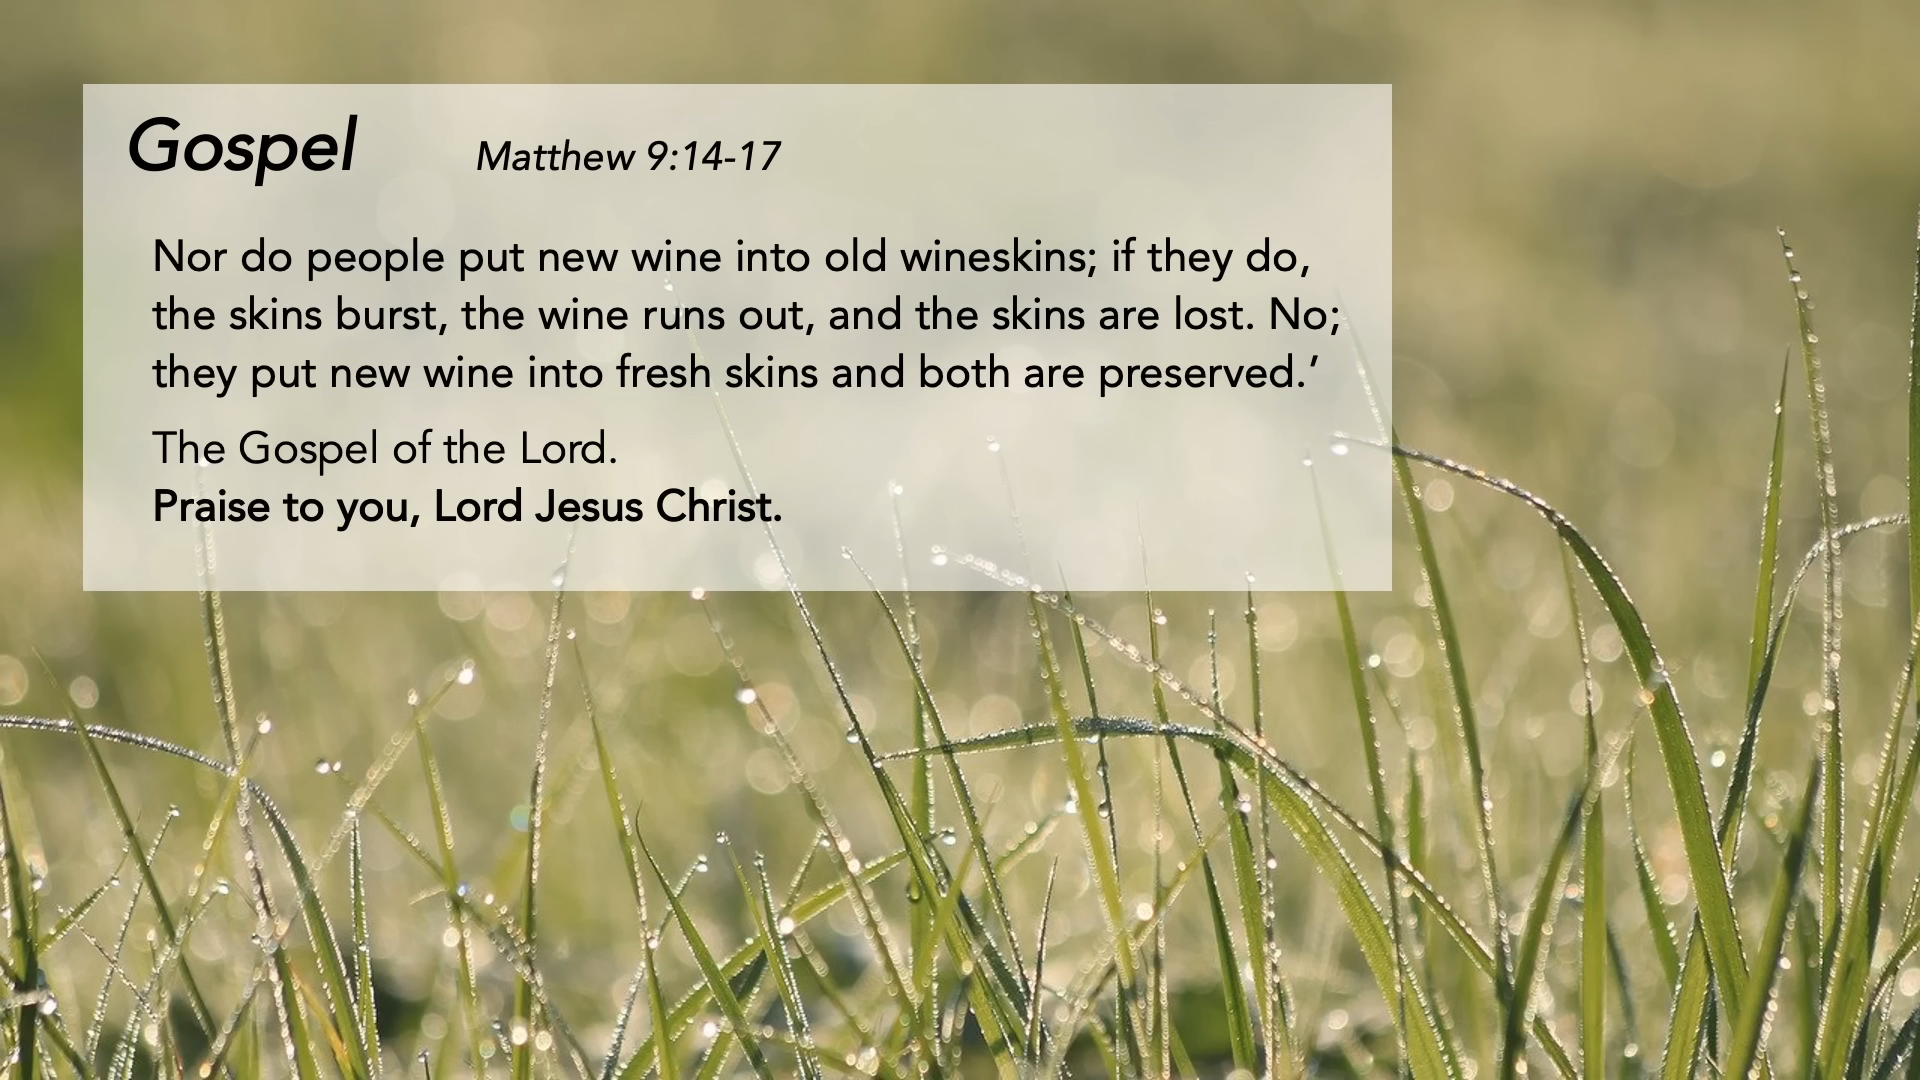 Gospel Matthew 9:14-17
Nor do people put new wine into old wineskins; if they do,
the skins burst, the wine runs out, and the skins are lost. No;
they put new wine into fresh skins and both are preserved.’
The Gospel of the Lord.
Praise to you, Lord Jesus Christ.